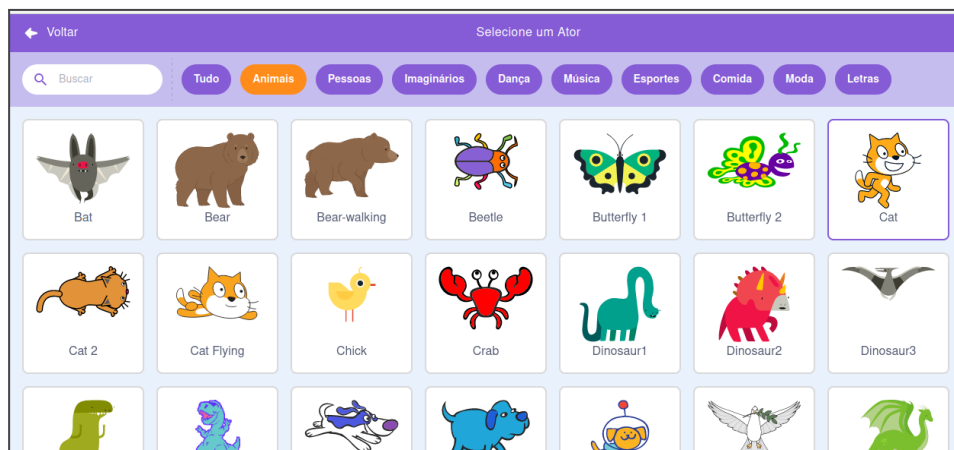 Voltar
Selecione um Ator
Buscar
Tudo
Animais
Pessoas
Imaginários
Dança
Música
Esportes
Comida
Moda
Letras
Bat
Bear
Bear-walking
Beetle
Butterfly 1
Butterfly 2
Cat
Cat 2
Cat Flying
Chick
Crab
Dinosaur1
Dinosaur2
Dinosaur3